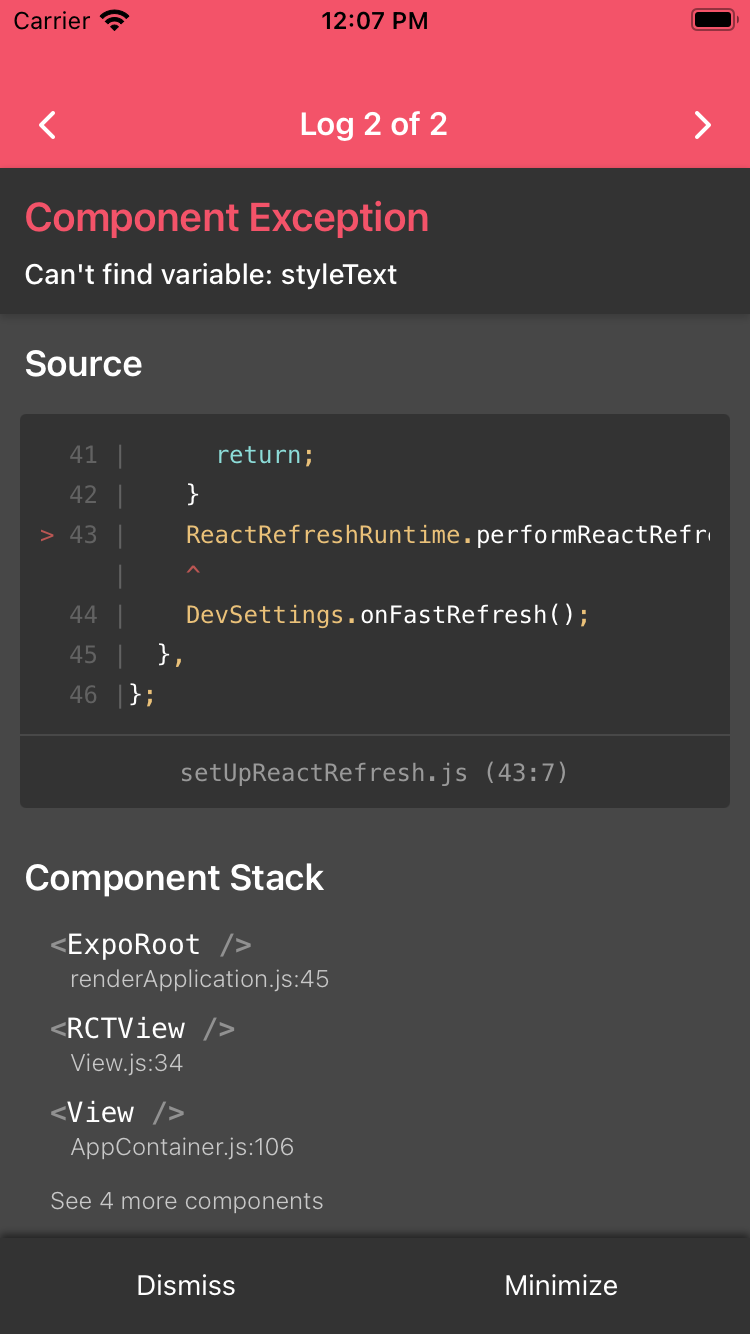 Carrier 12:07 PM
Log 2 of 2
Component Exception
Can't find variable: styleText
Source
41 |       return;
42 |     }
> 43 |     ReactRefreshRuntime.performReactRefr
|     ^
44 |     DevSettings.onFastRefresh();
45 |   },
46 |};
setUpReactRefresh.js (43:7)
Component Stack
<ExpoRoot />
renderApplication.js:45
<RCTView />
View.js:34
<View />
AppContainer.js:106
See 4 more components
Dismiss Minimize